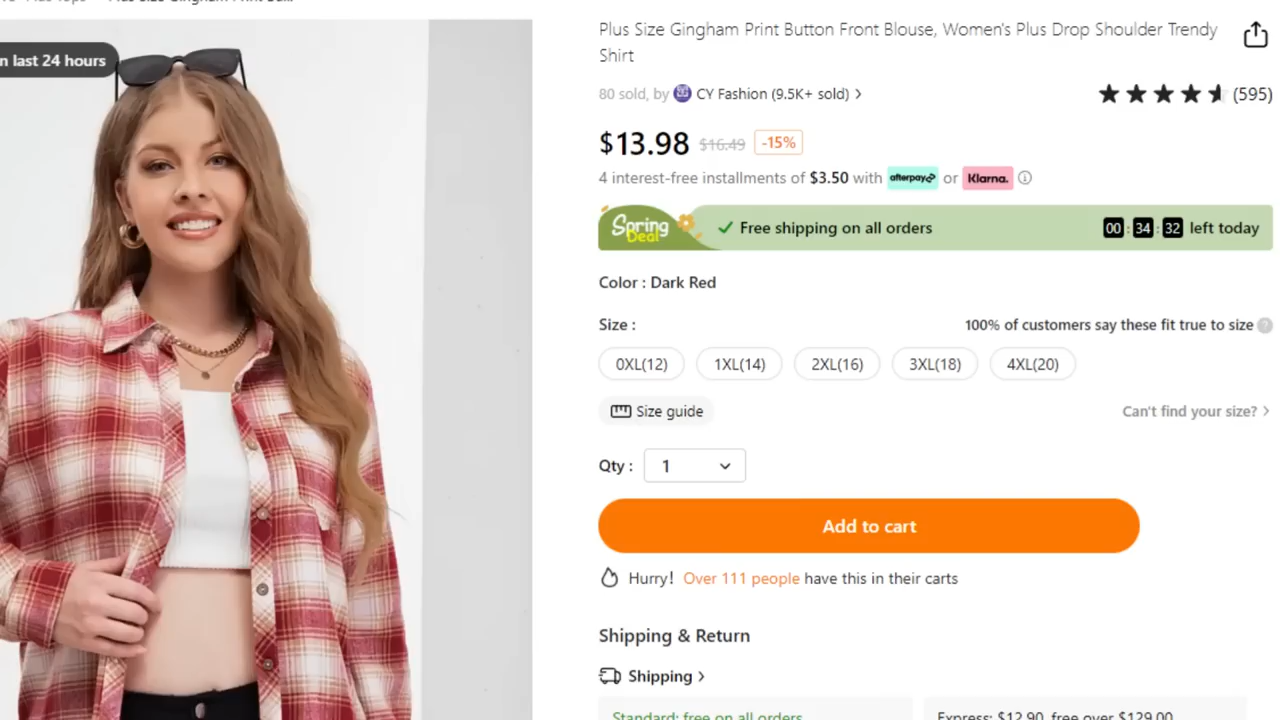 n last 24 hours
Plus Size Gingham Print Button Front Blouse, Women's Plus Drop Shoulder Trendy
Shirt
80 sold, by CY Fashion (9.5K+ sold) >
(595)
$13.98 $16.49 -15%
4 interest-free installments of $3.50 with afterpay or Klarna.
Spring
Deal
Free shipping on all orders 00 : 34 : 32 left today
Color : Dark Red
Size : 100% of customers say these fit true to size ?
0XL(12) 1XL(14) 2XL(16) 3XL(18) 4XL(20)
Size guide Can't find your size? >
Qty : 1
Add to cart
Hurry! Over 111 people have this in their carts
Shipping & Return
Shipping >
Standard: free on all orders Express: $12.90, free over $129.00